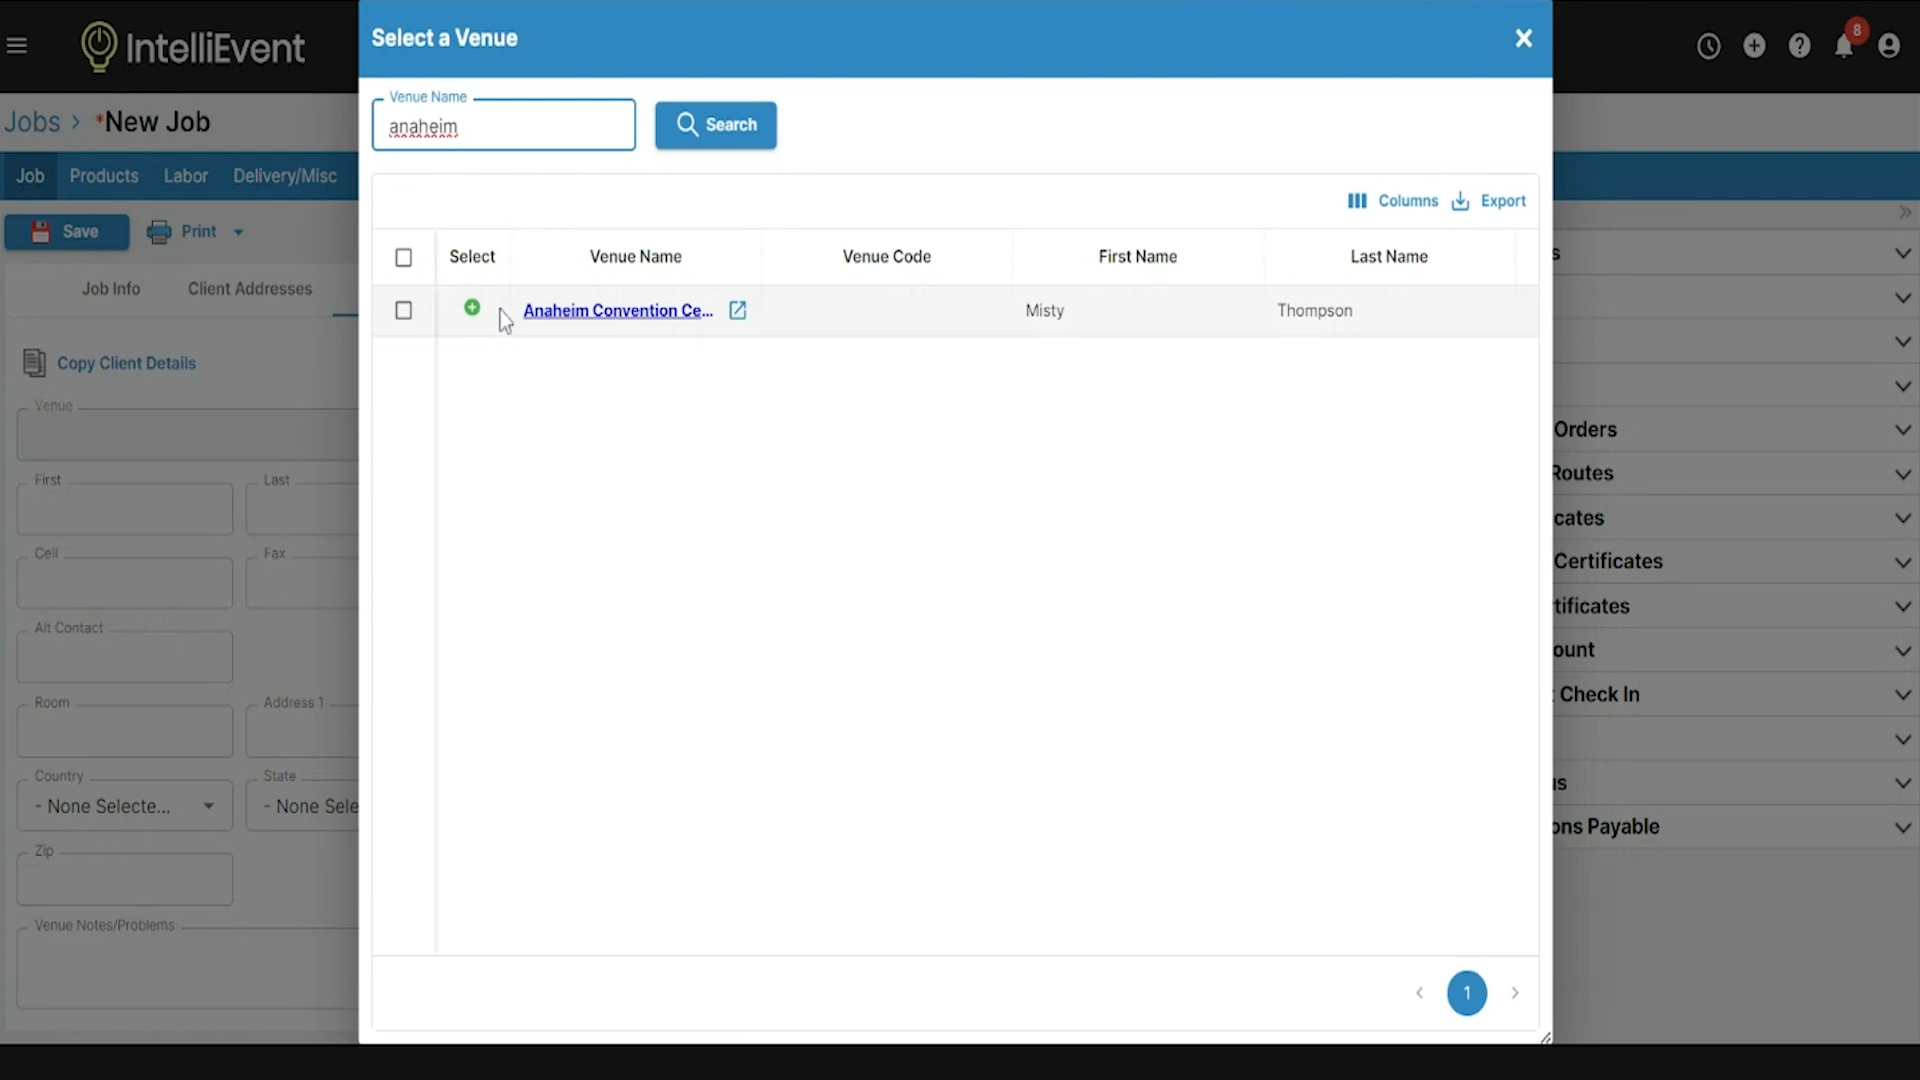 IntelliEvent
8
Jobs > *New Job
Job Products Labor Delivery/Misc
Save Print
Job Info Client Addresses
Copy Client Details
Venue
First Last
Cell Fax
Alt Contact
Room Address 1
Country State
- None Selecte... - None Sele
Zip
Venue Notes/Problems
Select a Venue
Venue Name
anaheim
Search
Columns Export
Select Venue Name Venue Code First Name Last Name
Anaheim Convention Ce... Misty Thompson
1
s
Orders
Routes
cates
Certificates
tificates
ount
Check In
us
ons Payable